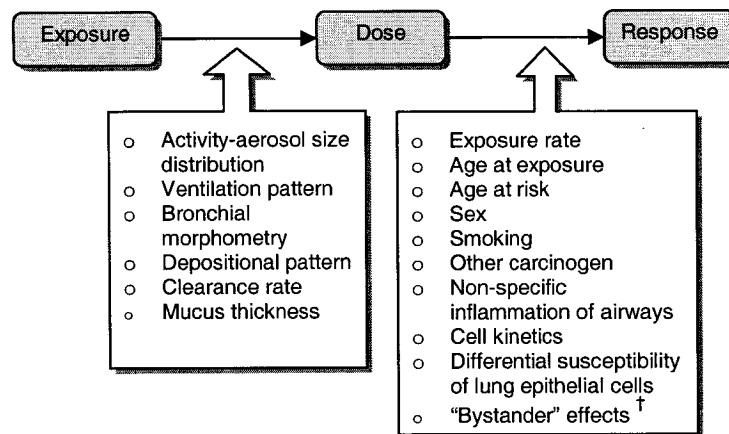 Exposure
Dose
Response
o Activity-aerosol size
distribution
o Ventilation pattern
o Bronchial
morphometry
o Depositional pattern
o Clearance rate
o Mucus thickness
o Exposure rate
o Age at exposure
o Age at risk
o Sex
o Smoking
o Other carcinogen
o Non-specific
inflammation of airways
o Cell kinetics
o Differential susceptibility
of lung epithelial cells
o “Bystander” effects †